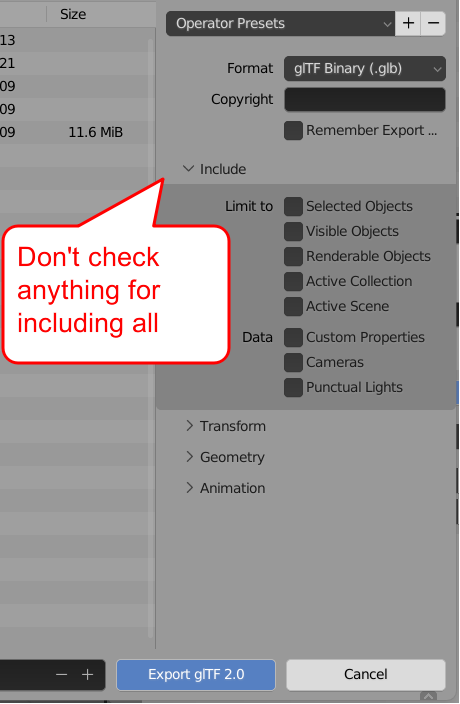 Size
13
21
09
09
09 11.6 MiB
Operator Presets
Format glTF Binary (.glb)
Copyright
Remember Export ...
Include
Limit to Selected Objects
Visible Objects
Renderable Objects
Active Collection
Active Scene
Data Custom Properties
Cameras
Punctual Lights
Transform
Geometry
Animation
Don't check
anything for
including all
Export glTF 2.0
Cancel